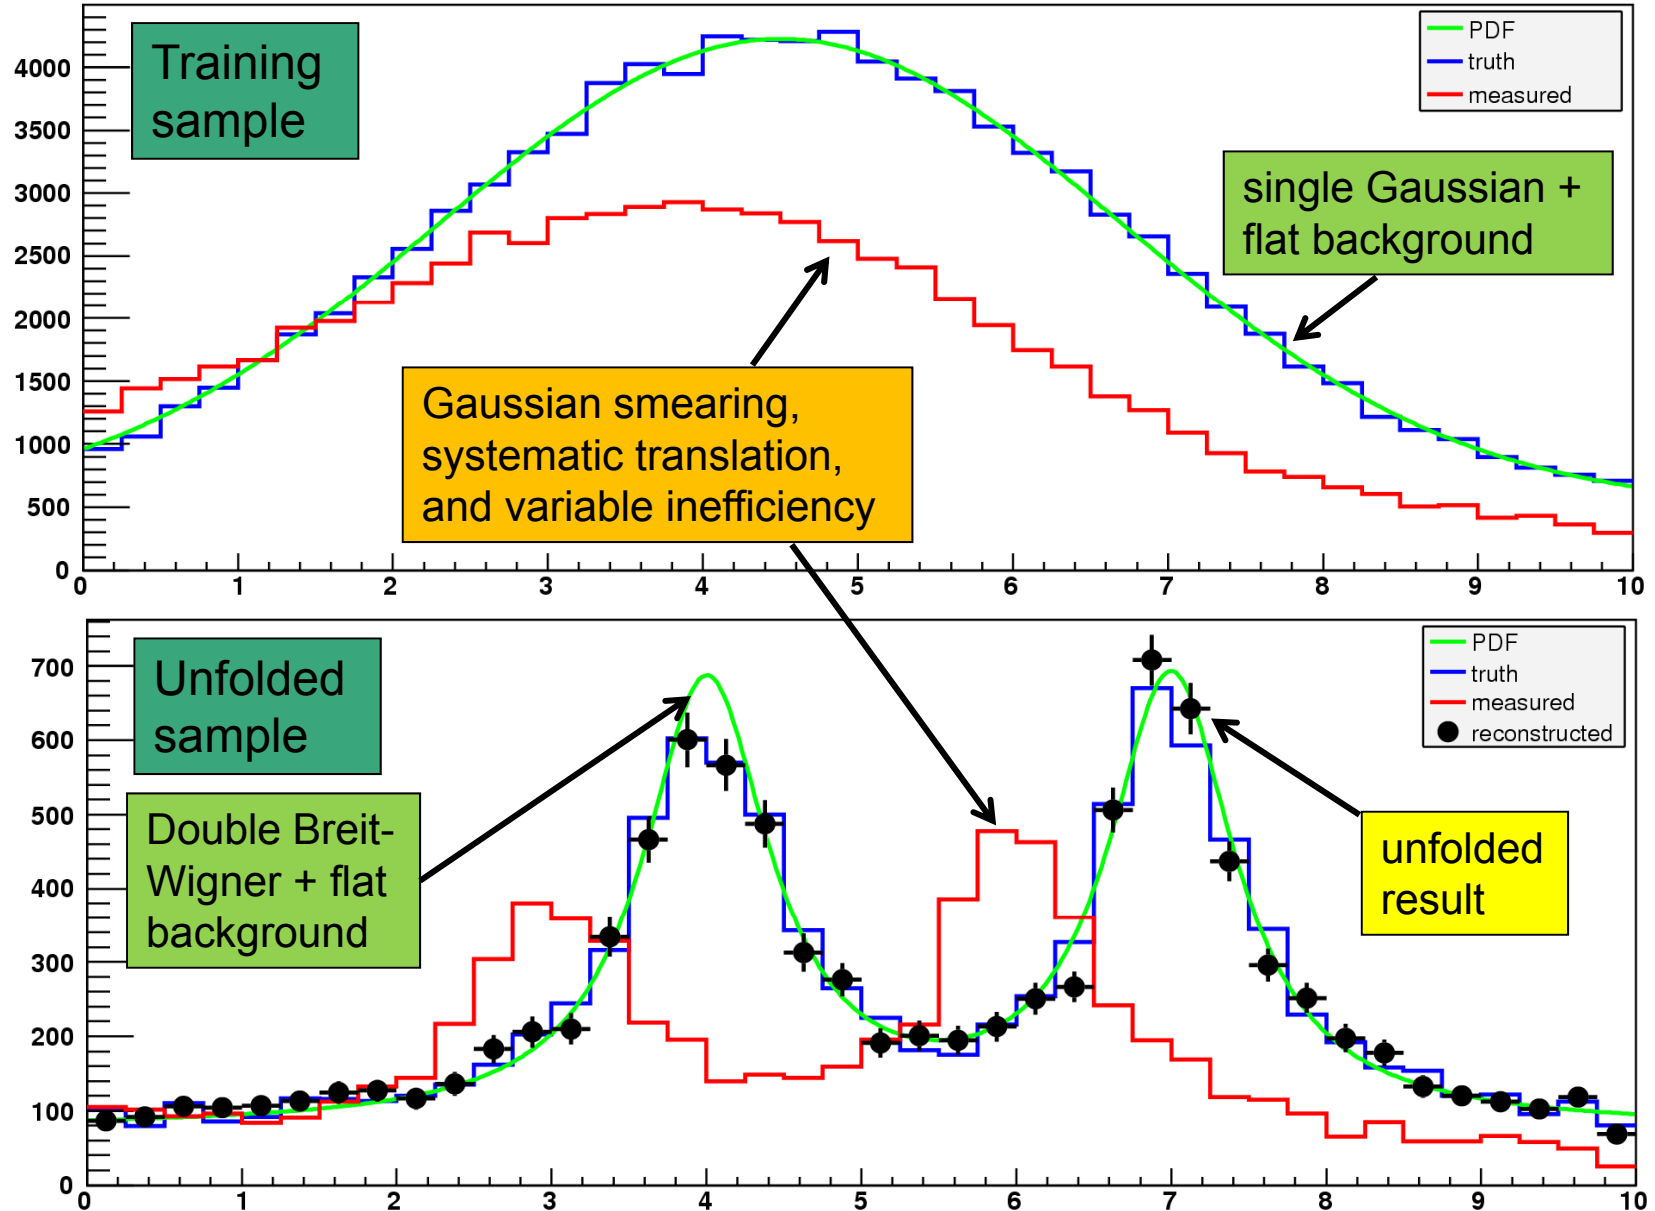 Training
sample
PDF
truth
measured
single Gaussian +
flat background
Gaussian smearing,
systematic translation,
and variable inefficiency
4000
3500
3000
2500
2000
1500
1000
500
0
0 1 2 3 4 5 6 7 8 9 10
Unfolded
sample
PDF
truth
measured
reconstructed
Double Breit-
Wigner + flat
background
unfolded
result
700
600
500
400
300
200
100
0
0 1 2 3 4 5 6 7 8 9 10